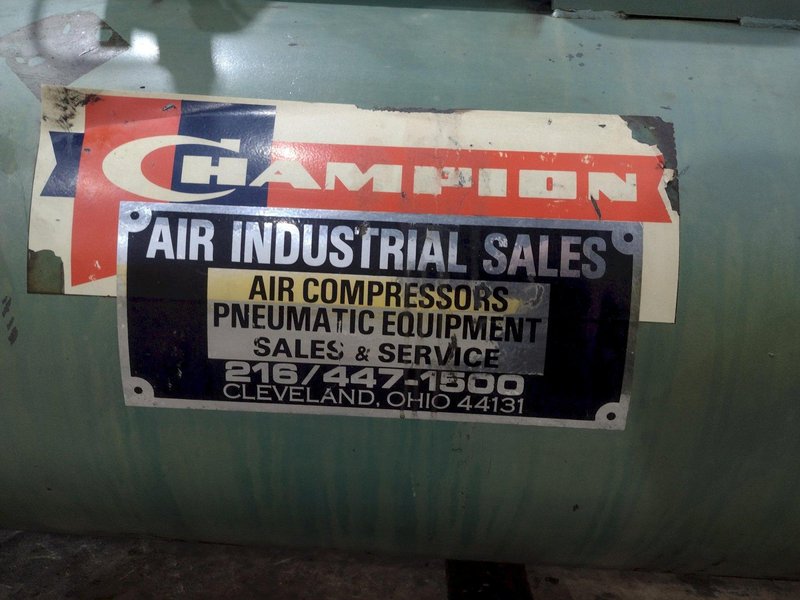 CHAMPION
AIR INDUSTRIAL SALES
AIR COMPRESSORS
PNEUMATIC EQUIPMENT
SALES & SERVICE
216/447-1500
CLEVELAND, OHIO 44131